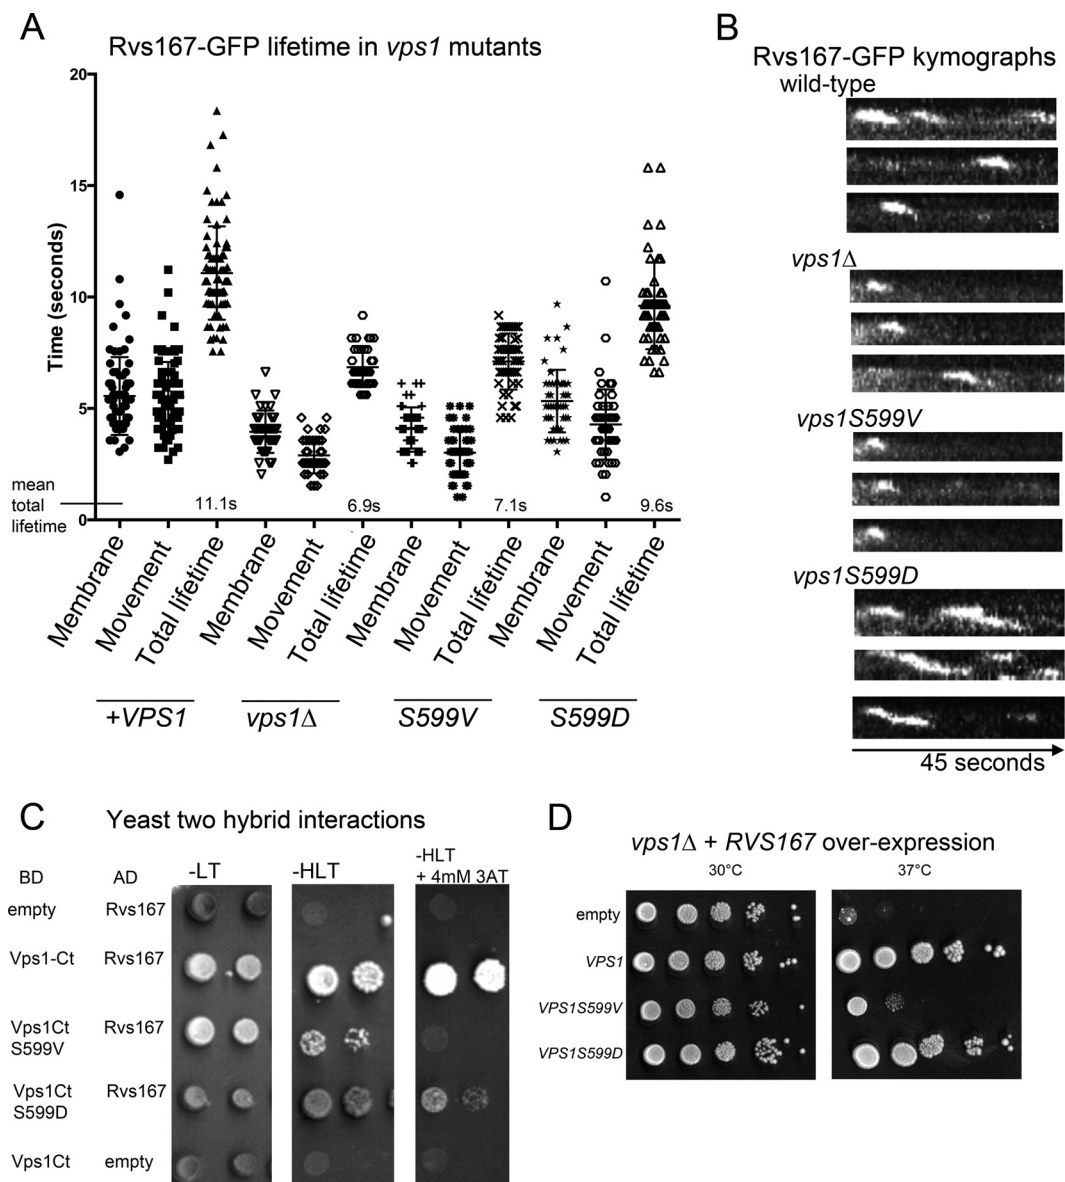 A
Rvs167-GFP lifetime in vps1 mutants
20
15
10
5
0
Time (seconds)
mean
total
lifetime
11.1s
6.9s
7.1s
9.6s
Membrane
Movement
Total lifetime
Membrane
Movement
Total lifetime
Membrane
Movement
Total lifetime
Membrane
Movement
Total lifetime
+VPS1
vps1Δ
S599V
S599D
B
Rvs167-GFP kymographs
wild-type
vps1Δ
vps1S599V
vps1S599D
45 seconds
C
Yeast two hybrid interactions
BD
AD
-LT
-HLT
-HLT
+ 4mM 3AT
empty
Rvs167
Vps1-Ct
Rvs167
Vps1Ct
S599V
Rvs167
Vps1Ct
S599D
Rvs167
Vps1Ct
empty
D
vps1Δ + RVS167 over-expression
30°C
37°C
empty
VPS1
VPS1S599V
VPS1S599D